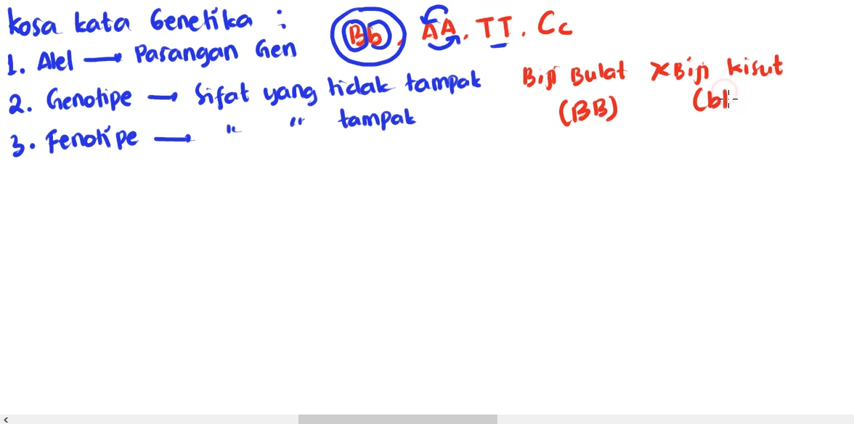 Kosa kata Genetika :
Bb, AA, TT, Cc
1. Alel → Pasangan Gen
2. Genotipe → Sifat yang tidak tampak
3. Fenotipe → " " tampak
Biji Bulat X Biji kisut
(BB) (bb